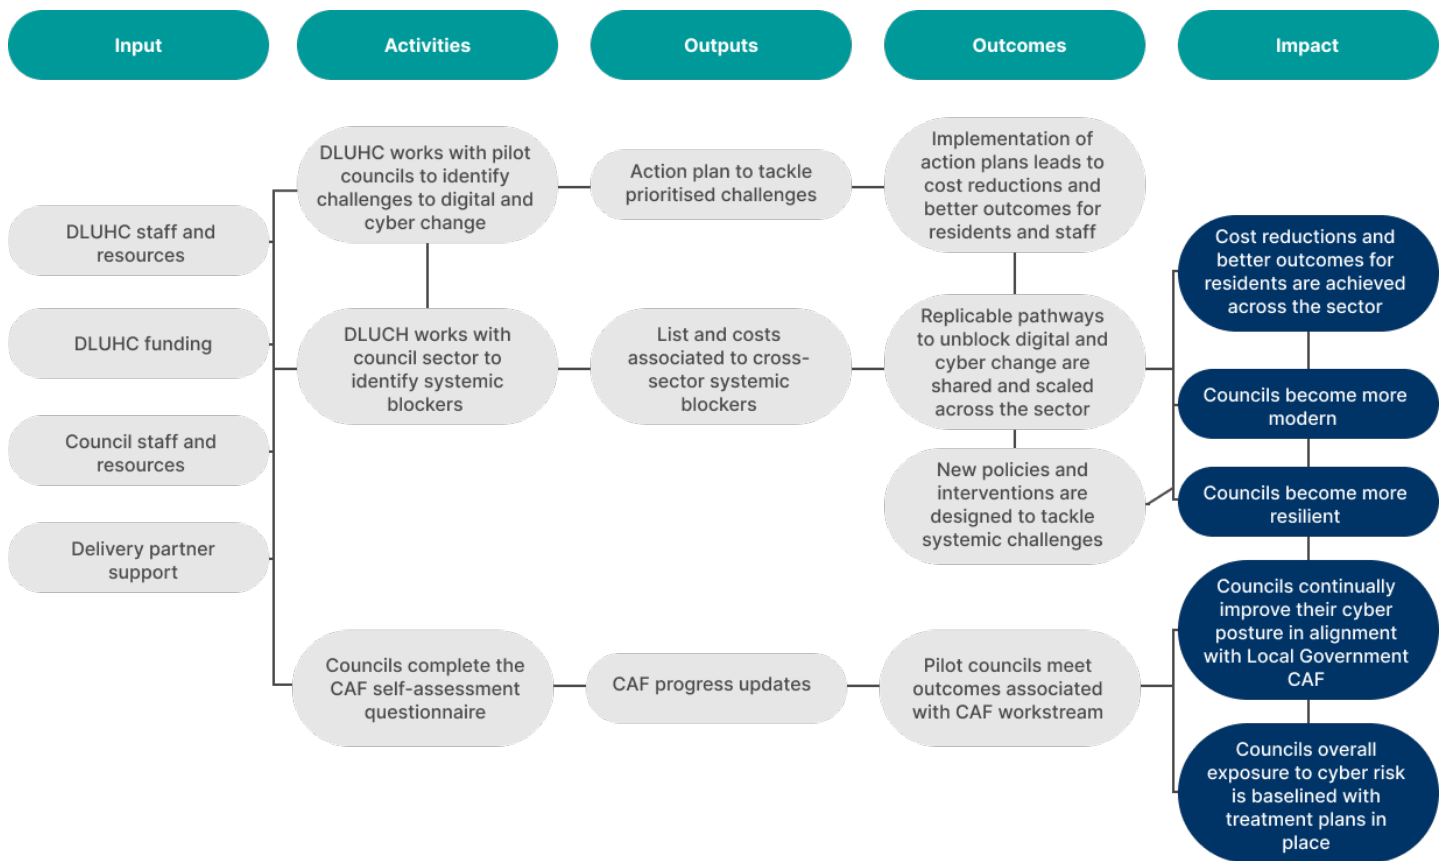 Input
Activities
Outputs
Outcomes
Impact
DLUHC staff and
resources
DLUHC funding
Council staff and
resources
Delivery partner
support
DLUHC works with pilot
councils to identify
challenges to digital and
cyber change
DLUCH works with
council sector to
identify systemic
blockers
Councils complete the
CAF self-assessment
questionnaire
Action plan to tackle
prioritised challenges
List and costs
associated to cross-
sector systemic
blockers
CAF progress updates
Implementation of
action plans leads to
cost reductions and
better outcomes for
residents and staff
Replicable pathways
to unblock digital and
cyber change are
shared and scaled
across the sector
New policies and
interventions are
designed to tackle
systemic challenges
Pilot councils meet
outcomes associated
with CAF workstream
Cost reductions and
better outcomes for
residents are achieved
across the sector
Councils become more
modern
Councils become more
resilient
Councils continually
improve their cyber
posture in alignment
with Local Government
CAF
Councils overall
exposure to cyber risk
is baselined with
treatment plans in
place